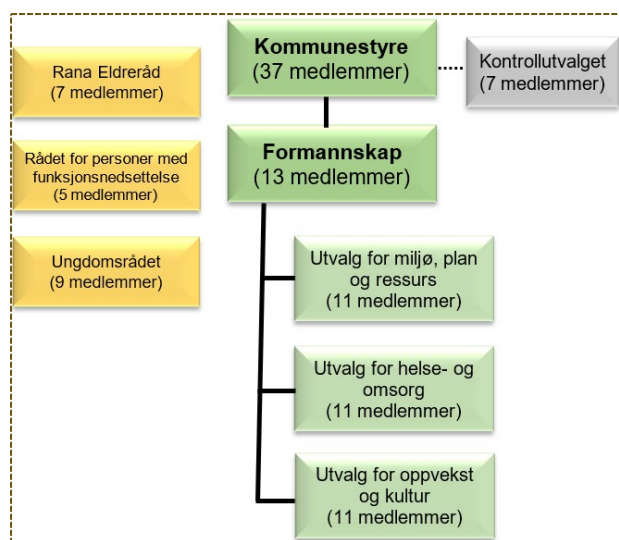 Kommunestyre
(37 medlemmer)
Kontrollutvalget
(7 medlemmer)
Rana Eldreråd
(7 medlemmer)
Formannskap
(13 medlemmer)
Rådet for personer med
funksjonsnedsettelse
(5 medlemmer)
Ungdomsrådet
(9 medlemmer)
Utvalg for miljø, plan
og ressurs
(11 medlemmer)
Utvalg for helse- og
omsorg
(11 medlemmer)
Utvalg for oppvekst
og kultur
(11 medlemmer)